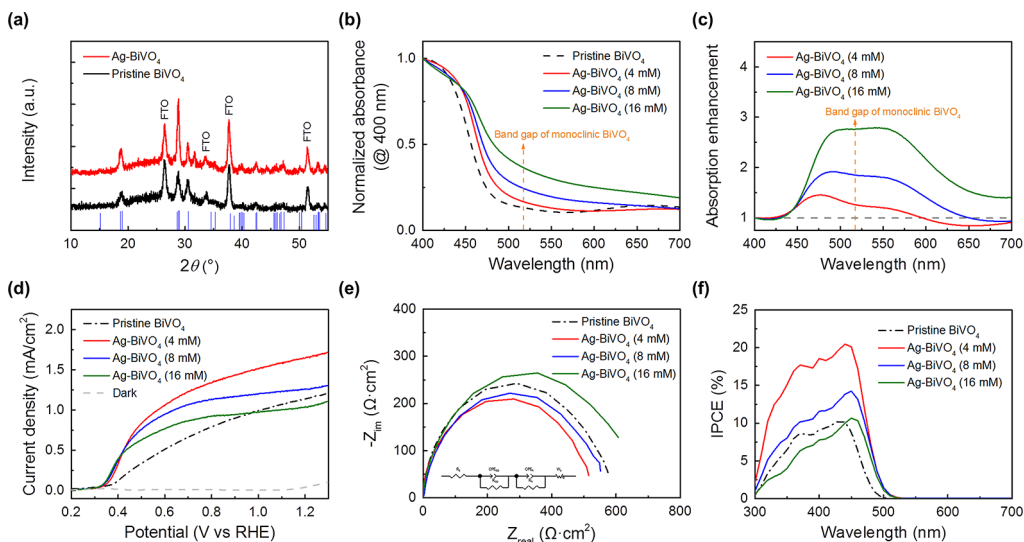 (a)
Ag-BiVO₄
Pristine BiVO₄
FTO
FTO
FTO
FTO
Intensity (a.u.)
10 20 30 40 50
2θ (°)
(b)
Pristine BiVO₄
Ag-BiVO₄ (4 mM)
Ag-BiVO₄ (8 mM)
Ag-BiVO₄ (16 mM)
Band gap of monoclinic BiVO₄
Normalized absorbance
(@ 400 nm)
1.0
0.5
0.0
400 450 500 550 600 650 700
Wavelength (nm)
(c)
Ag-BiVO₄ (4 mM)
Ag-BiVO₄ (8 mM)
Ag-BiVO₄ (16 mM)
Band gap of monoclinic BiVO₄
Absorption enhancement
4
3
2
1
400 450 500 550 600 650 700
Wavelength (nm)
(d)
Pristine BiVO₄
Ag-BiVO₄ (4 mM)
Ag-BiVO₄ (8 mM)
Ag-BiVO₄ (16 mM)
Dark
Current density (mA/cm²)
2.0
1.5
1.0
0.5
0.0
0.2 0.4 0.6 0.8 1.0 1.2
Potential (V vs RHE)
(e)
Pristine BiVO₄
Ag-BiVO₄ (4 mM)
Ag-BiVO₄ (8 mM)
Ag-BiVO₄ (16 mM)
-Zᵢₘ (Ω·cm²)
400
300
200
100
0
0 200 400 600 800
Z_real (Ω·cm²)
(f)
Pristine BiVO₄
Ag-BiVO₄ (4 mM)
Ag-BiVO₄ (8 mM)
Ag-BiVO₄ (16 mM)
IPCE (%)
25
20
15
10
5
0
300 400 500 600 700
Wavelength (nm)